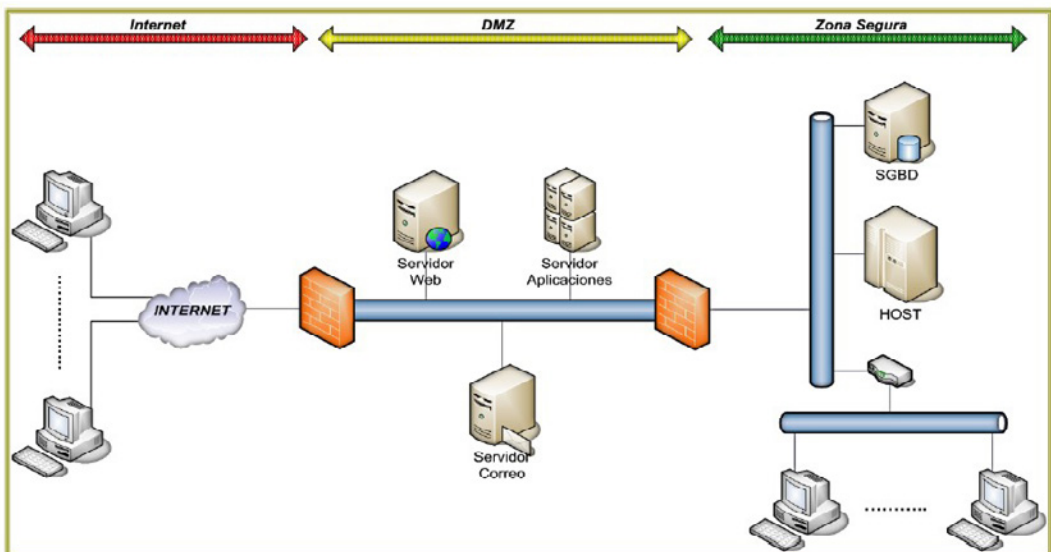 Internet
DMZ
Zona Segura
SGBD
Servidor
Web
Servidor
Aplicaciones
INTERNET
HOST
Servidor
Correo